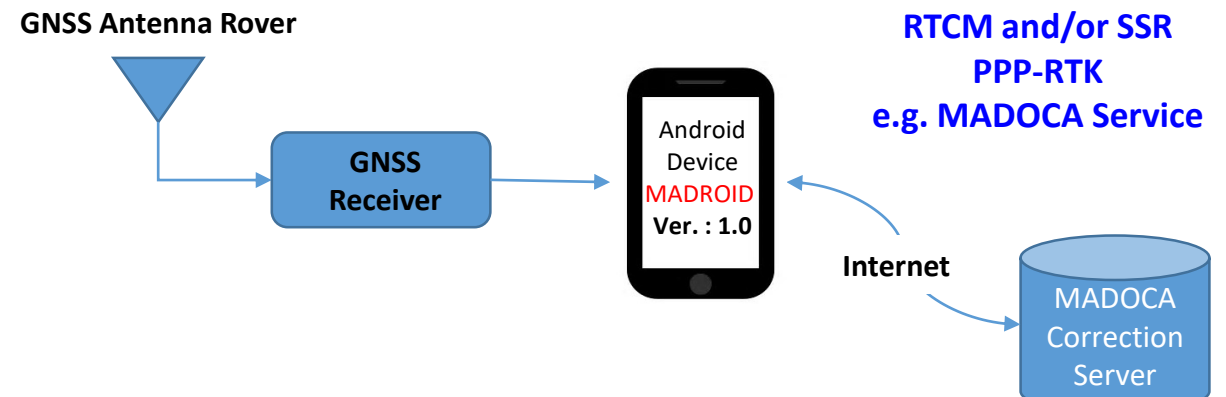 GNSS Antenna Rover
RTCM and/or SSR
PPP-RTK
e.g. MADOCA Service
GNSS
Receiver
Android
Device
MADROID
Ver. : 1.0
Internet
MADOCA
Correction
Server